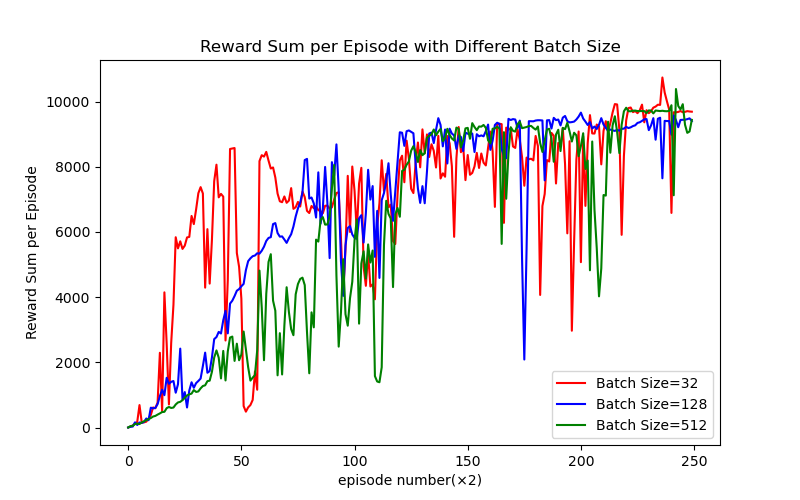 Reward Sum per Episode with Different Batch Size
Reward Sum per Episode
10000
8000
6000
4000
2000
0
0 50 100 150 200 250
episode number(×2)
Batch Size=32
Batch Size=128
Batch Size=512